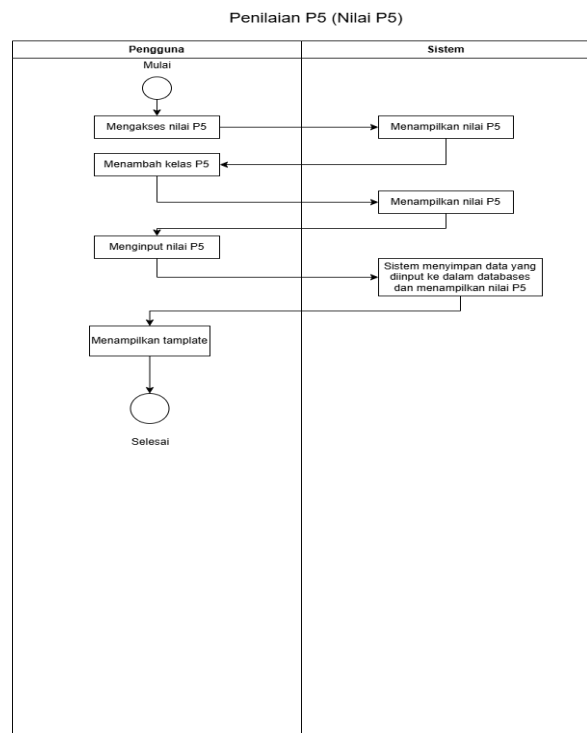 Penilaian P5 (Nilai P5)
Pengguna
Sistem
Mulai
Mengakses nilai P5
Menampilkan nilai P5
Menambah kelas P5
Menampilkan nilai P5
Menginput nilai P5
Sistem menyimpan data yang
diinput ke dalam databases
dan menampilkan nilai P5
Menampilkan tamplate
Selesai